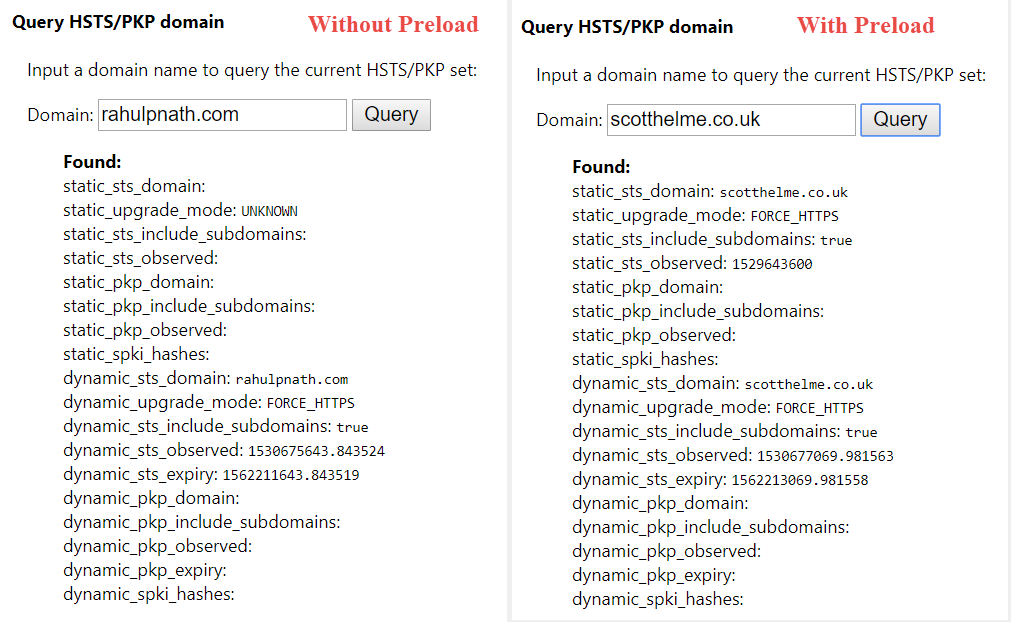 Query HSTS/PKP domain
Without Preload
Input a domain name to query the current HSTS/PKP set:
Domain: rahulpnath.com Query
Found:
static_sts_domain:
static_upgrade_mode: UNKNOWN
static_sts_include_subdomains:
static_sts_observed:
static_pkp_domain:
static_pkp_include_subdomains:
static_pkp_observed:
static_spki_hashes:
dynamic_sts_domain: rahulpnath.com
dynamic_upgrade_mode: FORCE_HTTPS
dynamic_sts_include_subdomains: true
dynamic_sts_observed: 1530675643.843524
dynamic_sts_expiry: 1562211643.843519
dynamic_pkp_domain:
dynamic_pkp_include_subdomains:
dynamic_pkp_observed:
dynamic_pkp_expiry:
dynamic_spki_hashes:
Query HSTS/PKP domain
With Preload
Input a domain name to query the current HSTS/PKP set:
Domain: scotthelme.co.uk Query
Found:
static_sts_domain: scotthelme.co.uk
static_upgrade_mode: FORCE_HTTPS
static_sts_include_subdomains: true
static_sts_observed: 1529643600
static_pkp_domain:
static_pkp_include_subdomains:
static_pkp_observed:
static_spki_hashes:
dynamic_sts_domain: scotthelme.co.uk
dynamic_upgrade_mode: FORCE_HTTPS
dynamic_sts_include_subdomains: true
dynamic_sts_observed: 1530677069.981563
dynamic_sts_expiry: 1562213069.981558
dynamic_pkp_domain:
dynamic_pkp_include_subdomains:
dynamic_pkp_observed:
dynamic_pkp_expiry:
dynamic_spki_hashes: